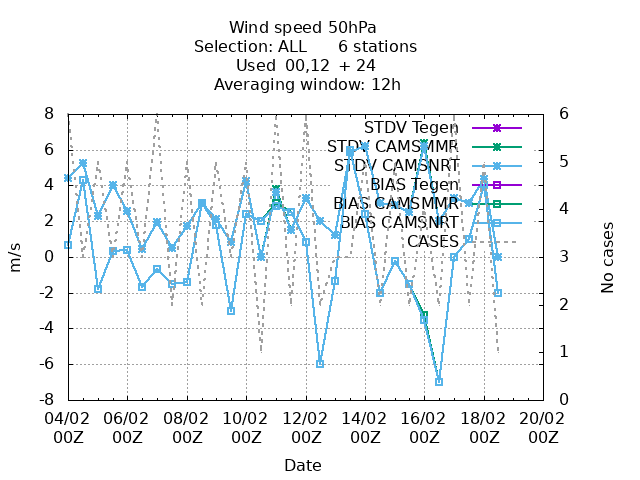 Wind speed 50hPa
Selection: ALL 6 stations
Used 00,12 + 24
Averaging window: 12h
m/s
8
6
4
2
0
-2
-4
-6
-8
STDV Tegen
STDV CAMSMMR
STDV CAMSNRT
BIAS Tegen
BIAS CAMSMMR
BIAS CAMSNRT
CASES
6
5
4
3
2
1
0
No cases
04/02 06/02 08/02 10/02 12/02 14/02 16/02 18/02 20/02
00Z 00Z 00Z 00Z 00Z 00Z 00Z 00Z 00Z
Date